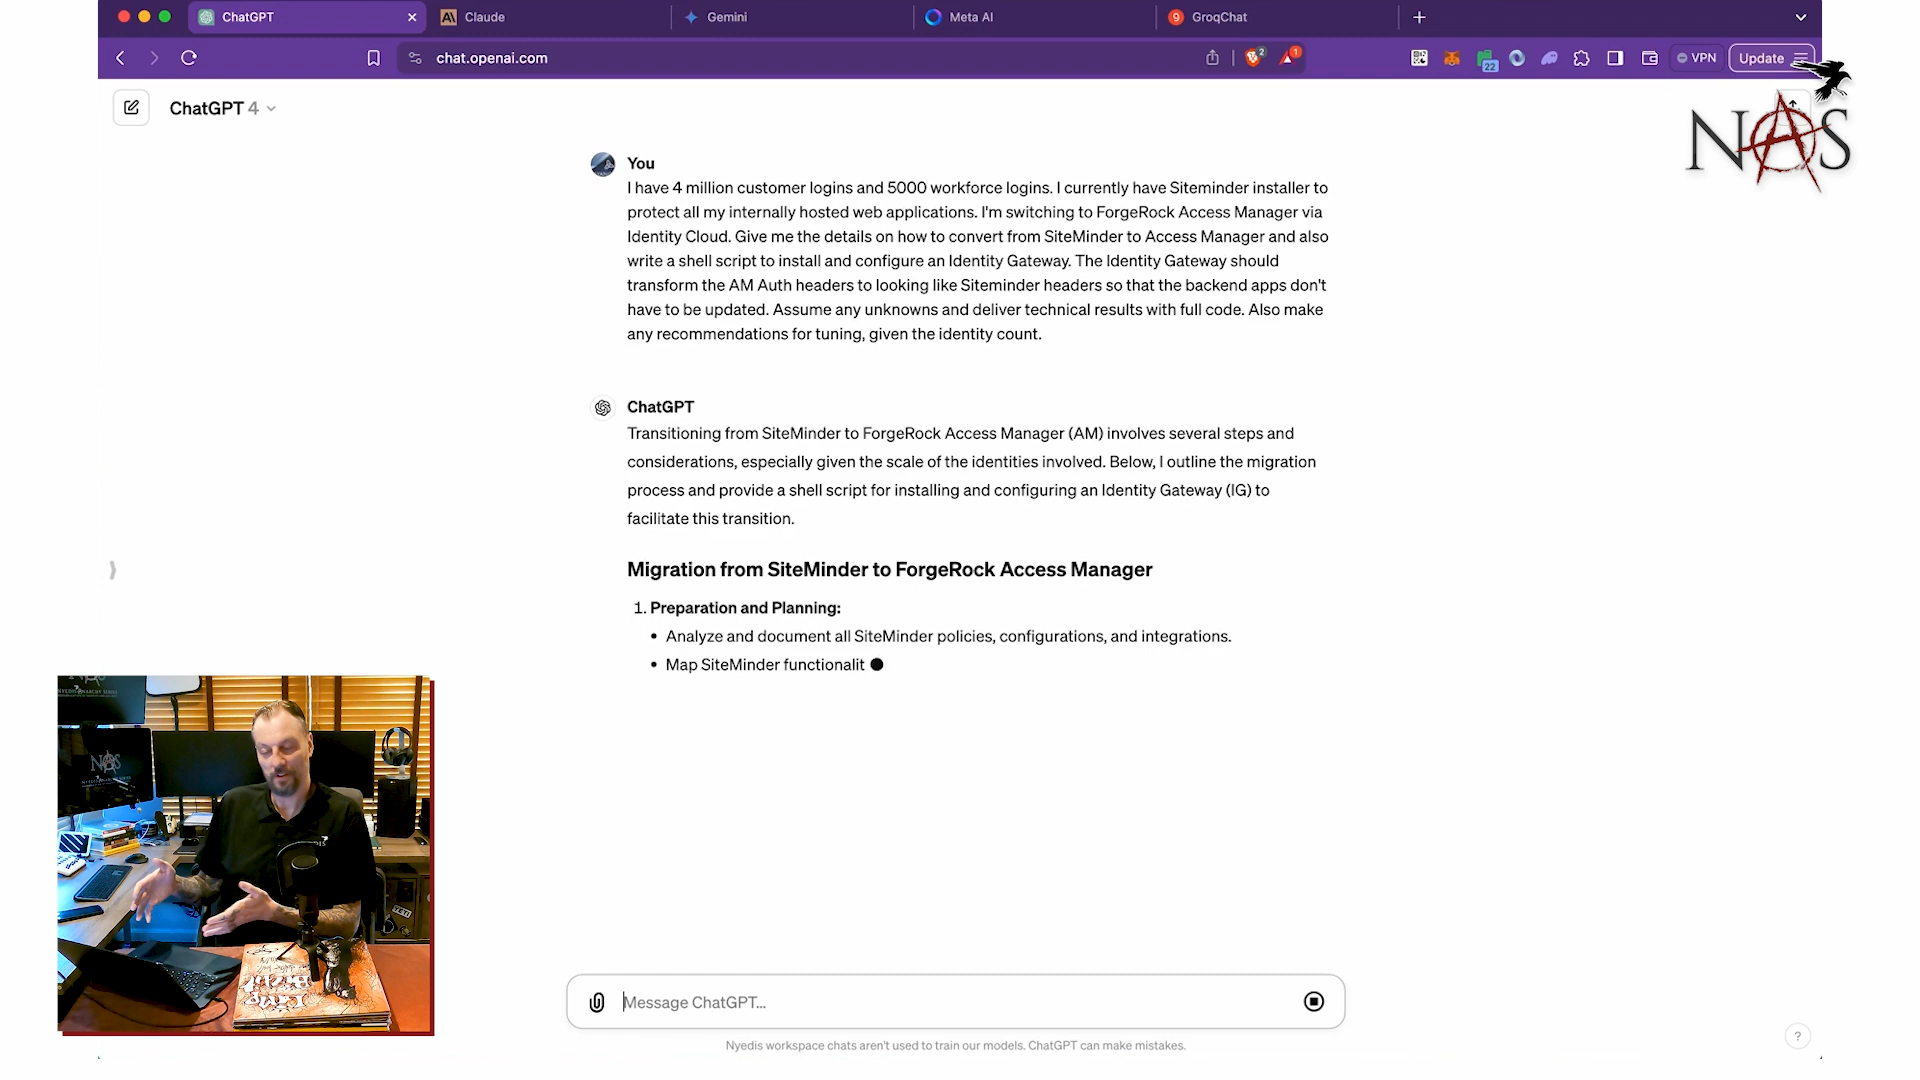 ChatGPT
Claude
Gemini
Meta AI
GroqChat
chat.openai.com
2
1
22
VPN
Update
ChatGPT 4
NAS
You
I have 4 million customer logins and 5000 workforce logins. I currently have Siteminder installer to
protect all my internally hosted web applications. I'm switching to ForgeRock Access Manager via
Identity Cloud. Give me the details on how to convert from SiteMinder to Access Manager and also
write a shell script to install and configure an Identity Gateway. The Identity Gateway should
transform the AM Auth headers to looking like Siteminder headers so that the backend apps don't
have to be updated. Assume any unknowns and deliver technical results with full code. Also make
any recommendations for tuning, given the identity count.
ChatGPT
Transitioning from SiteMinder to ForgeRock Access Manager (AM) involves several steps and
considerations, especially given the scale of the identities involved. Below, I outline the migration
process and provide a shell script for installing and configuring an Identity Gateway (IG) to
facilitate this transition.
Migration from SiteMinder to ForgeRock Access Manager
1. Preparation and Planning:
• Analyze and document all SiteMinder policies, configurations, and integrations.
• Map SiteMinder functionalit
NAS
YETI
Message ChatGPT...
Nyedis workspace chats aren't used to train our models. ChatGPT can make mistakes.
?